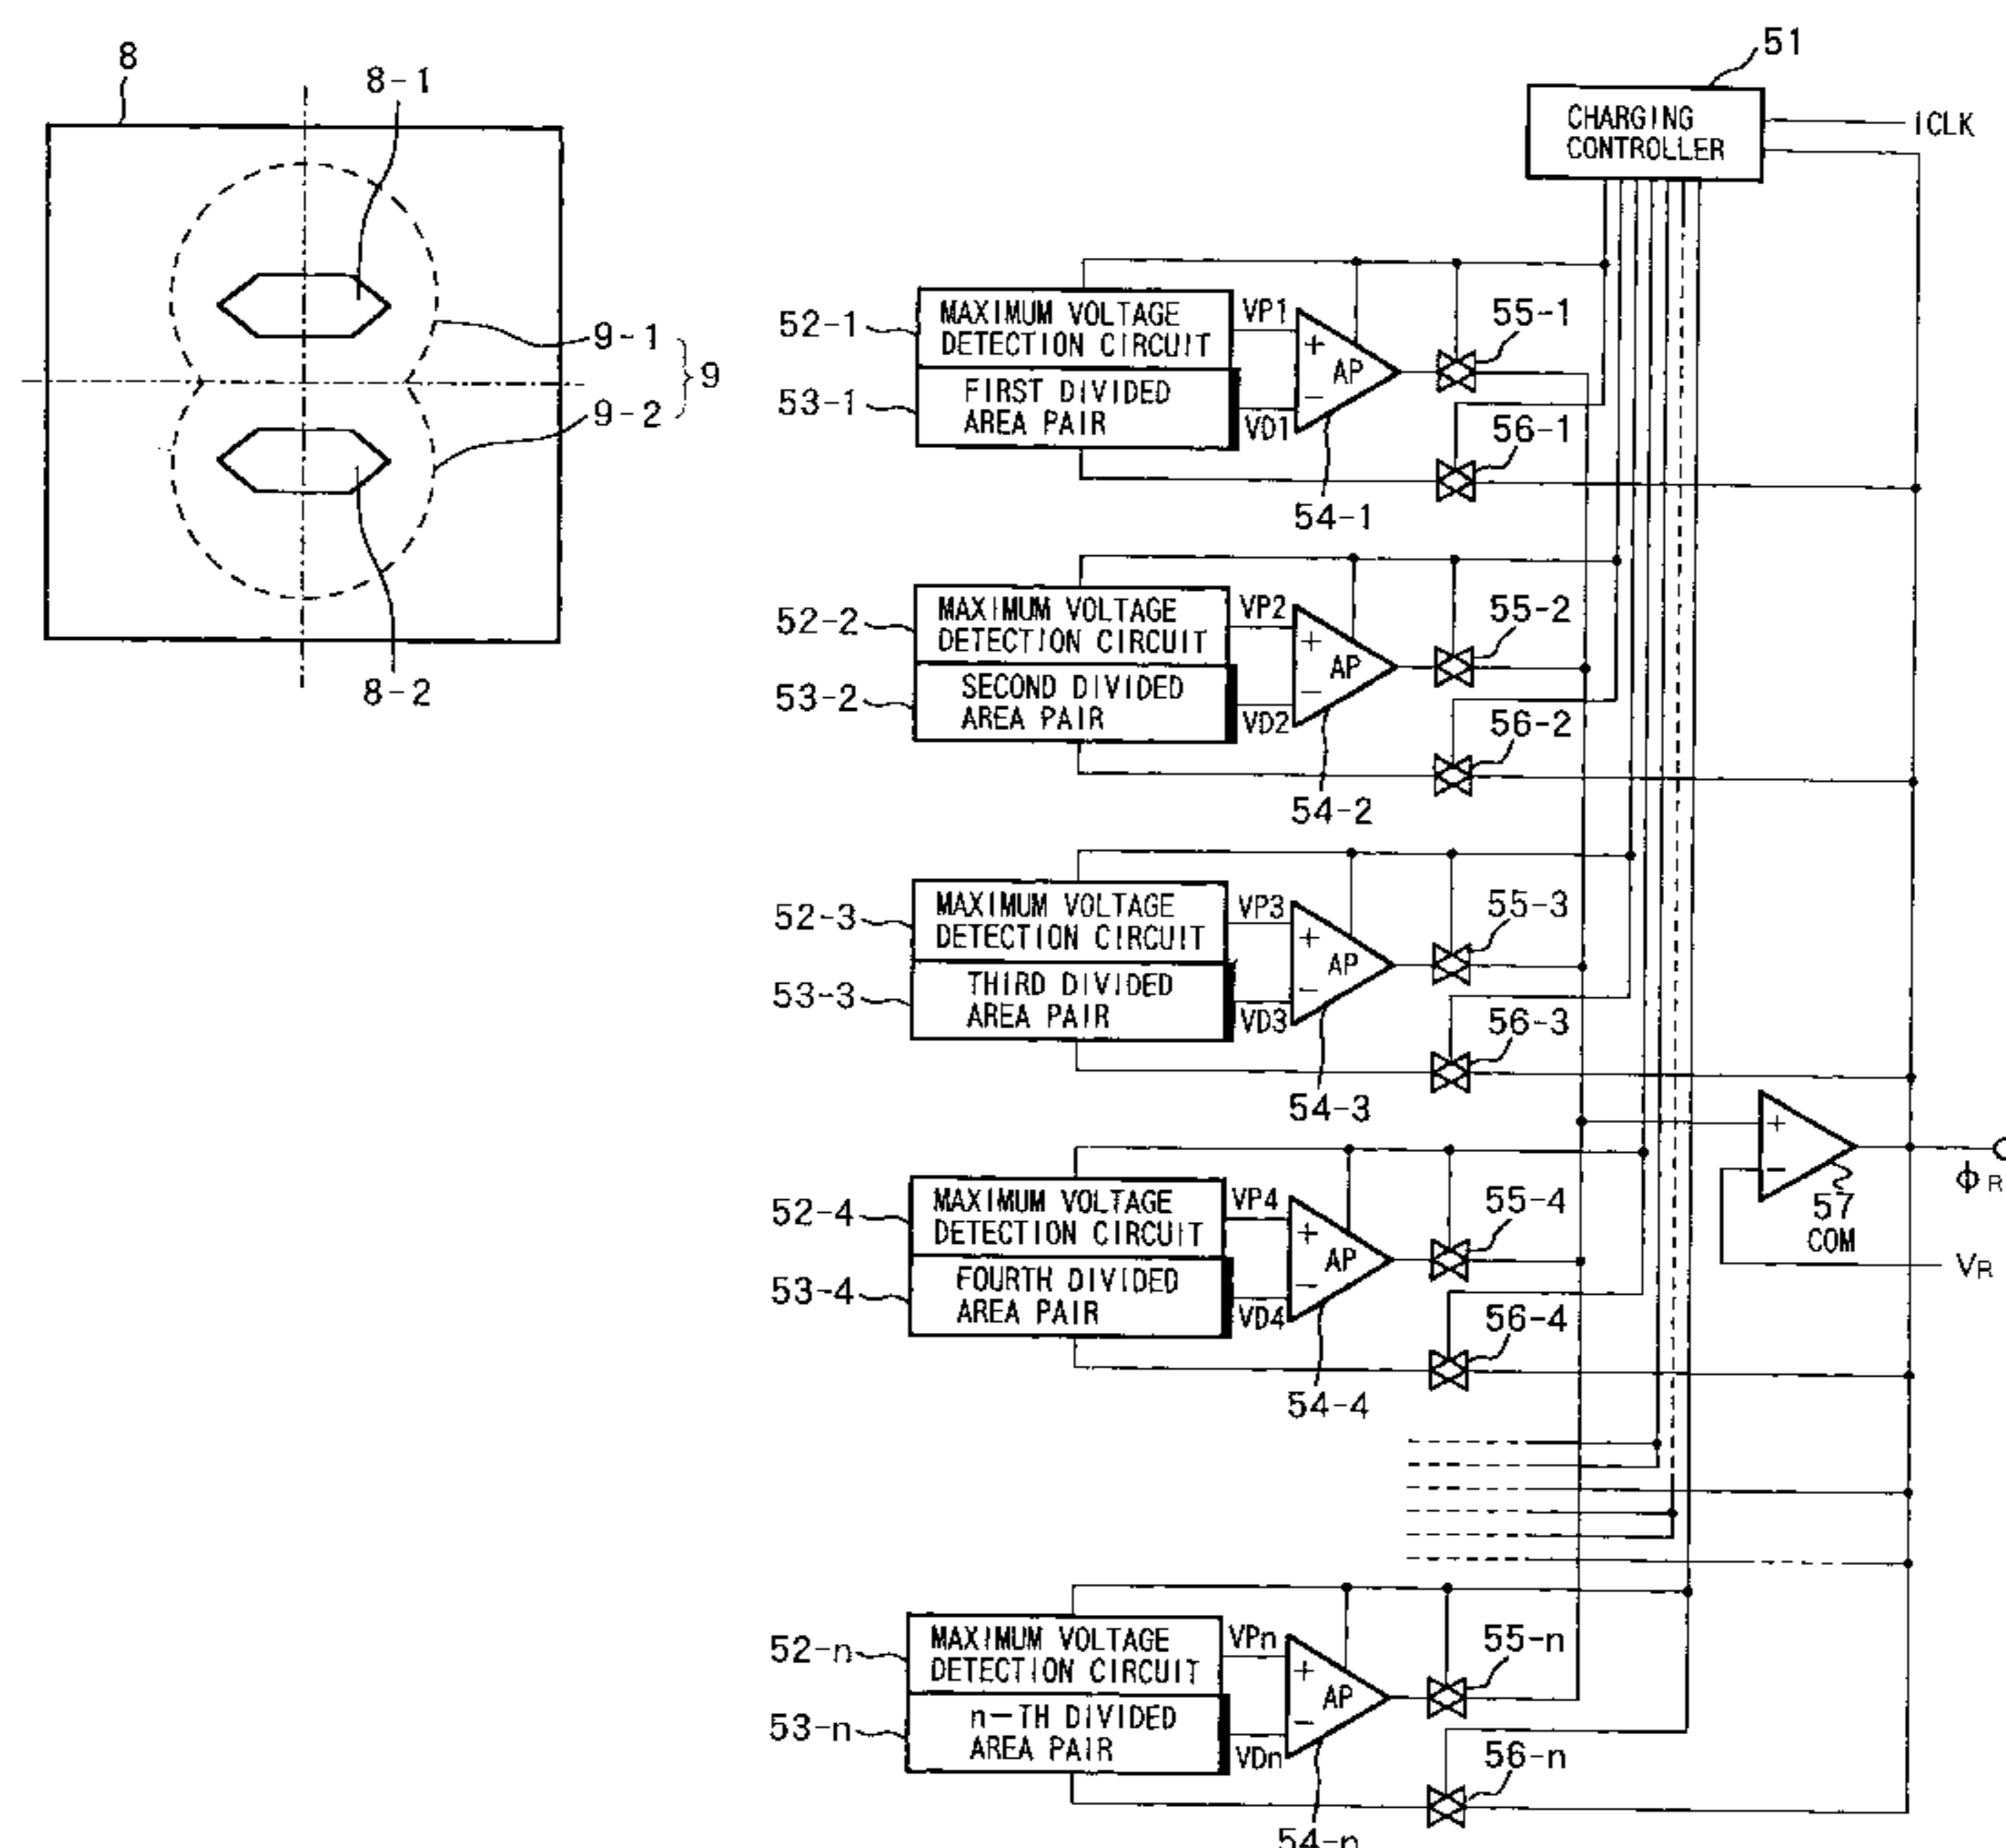 8
8-1
9-1
9
9-2
8-2
51
CHARGING
CONTROLLER
ICLK
52-1
MAXIMUM VOLTAGE
DETECTION CIRCUIT
VP1
+
AP
−
55-1
53-1
FIRST DIVIDED
AREA PAIR
VD1
56-1
54-1
52-2
MAXIMUM VOLTAGE
DETECTION CIRCUIT
VP2
+
AP
−
55-2
53-2
SECOND DIVIDED
AREA PAIR
VD2
56-2
54-2
52-3
MAXIMUM VOLTAGE
DETECTION CIRCUIT
VP3
+
AP
−
55-3
53-3
THIRD DIVIDED
AREA PAIR
VD3
56-3
54-3
+
−
57
COM
ϕR
VR
52-4
MAXIMUM VOLTAGE
DETECTION CIRCUIT
VP4
+
AP
−
55-4
53-4
FOURTH DIVIDED
AREA PAIR
VD4
56-4
54-4
52-n
MAXIMUM VOLTAGE
DETECTION CIRCUIT
VPn
+
AP
−
55-n
53-n
n-TH DIVIDED
AREA PAIR
VDn
56-n
54-n